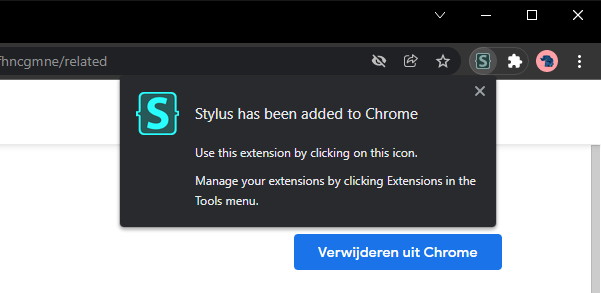 fhncgmne/related
S
S
Stylus has been added to Chrome
Use this extension by clicking on this icon.
Manage your extensions by clicking Extensions in the
Tools menu.
Verwijderen uit Chrome